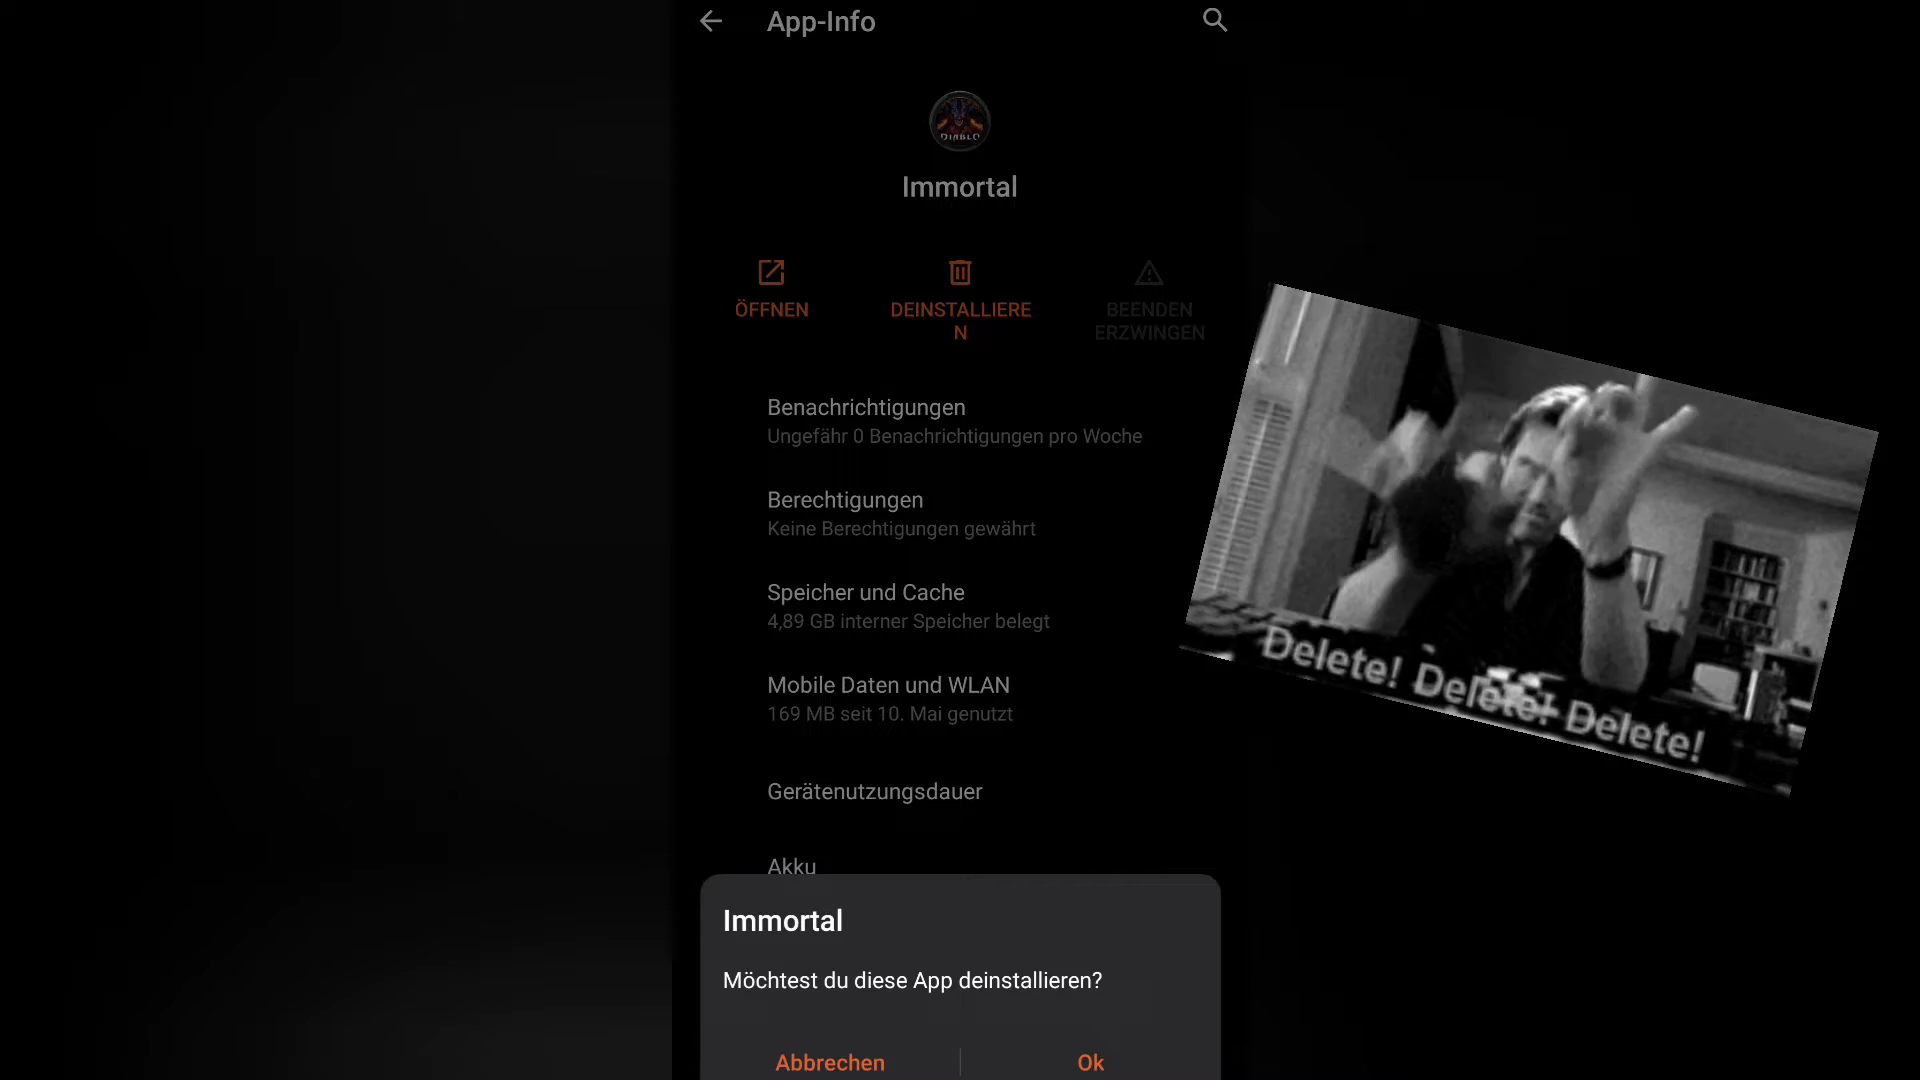 App-Info
DIABLO
Immortal
ÖFFNEN
DEINSTALLIERE
N
BEENDEN
ERZWINGEN
Benachrichtigungen
Ungefähr 0 Benachrichtigungen pro Woche
Berechtigungen
Keine Berechtigungen gewährt
Speicher und Cache
4,89 GB interner Speicher belegt
Mobile Daten und WLAN
169 MB seit 10. Mai genutzt
Gerätenutzungsdauer
Akku
Delete! Delete! Delete!
Immortal
Möchtest du diese App deinstallieren?
Abbrechen
Ok